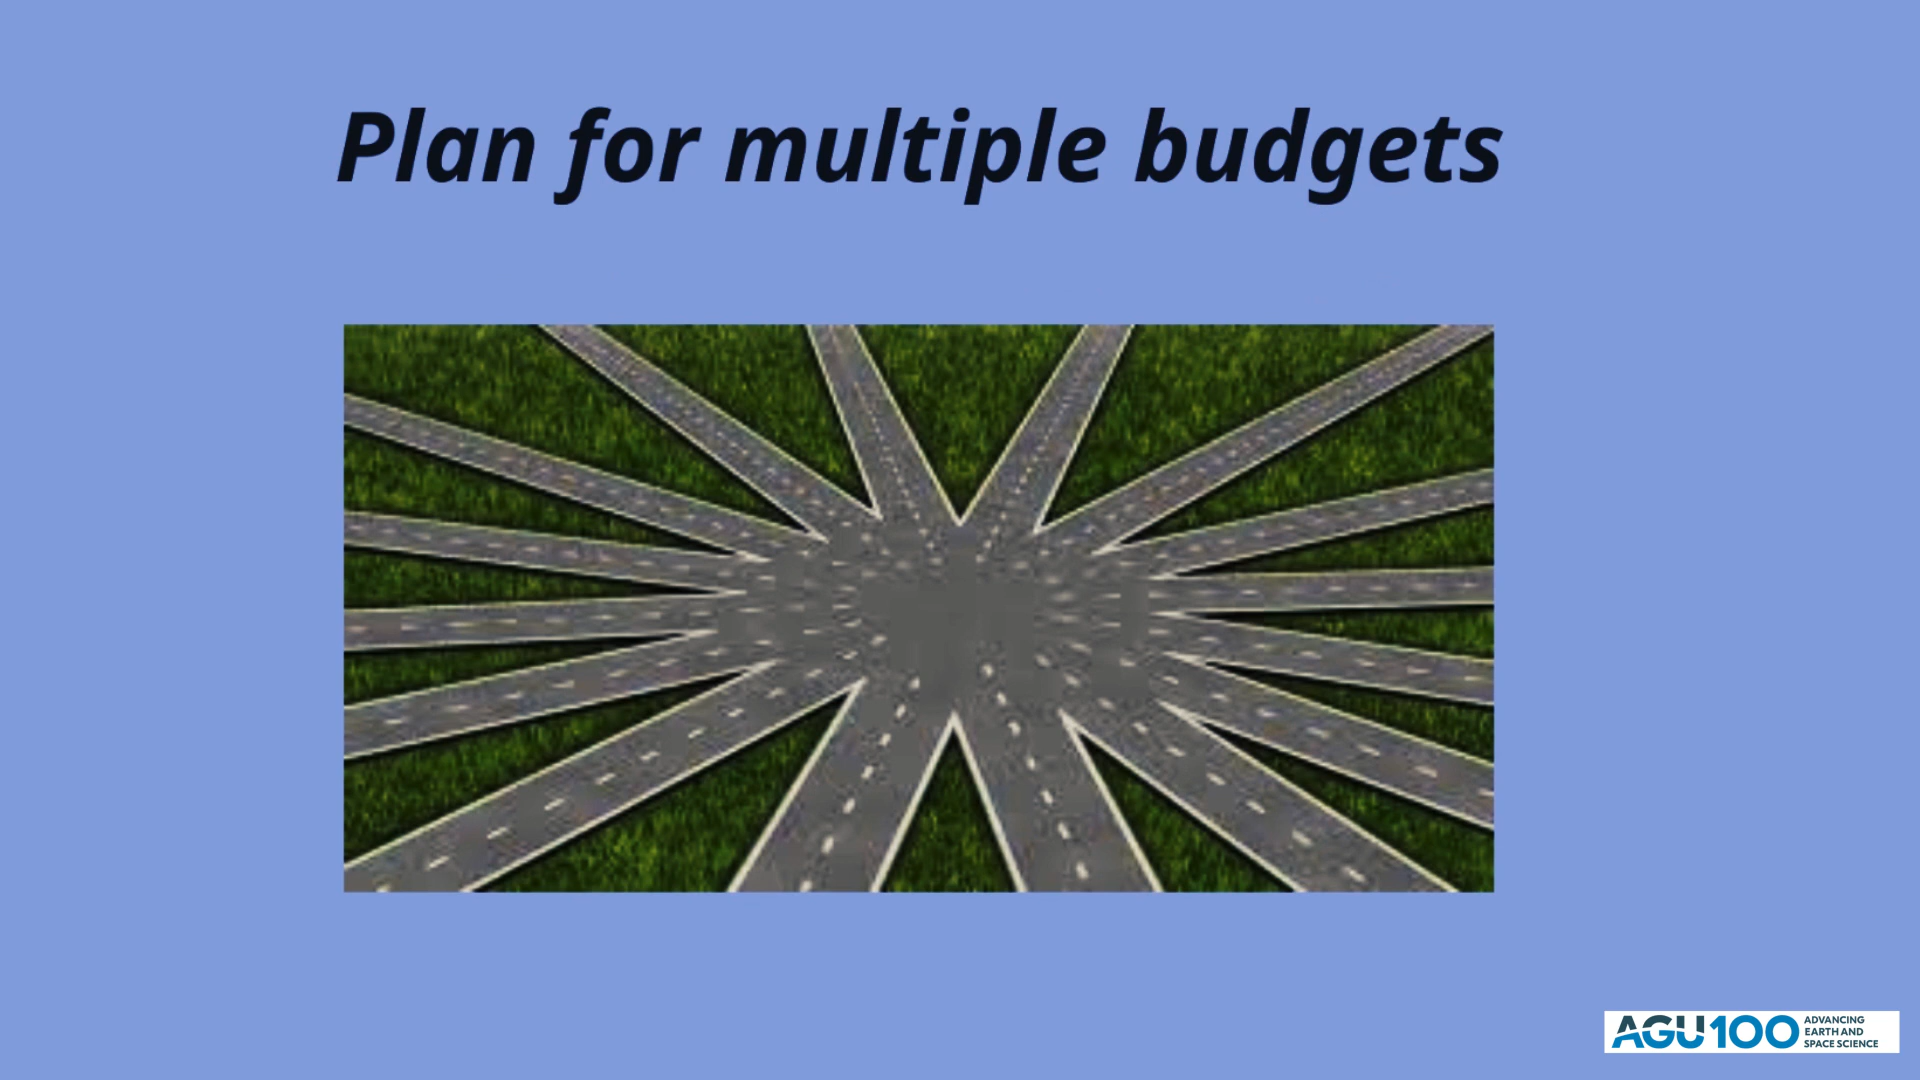 Plan for multiple budgets
AGU100 ADVANCING
EARTH AND
SPACE SCIENCE